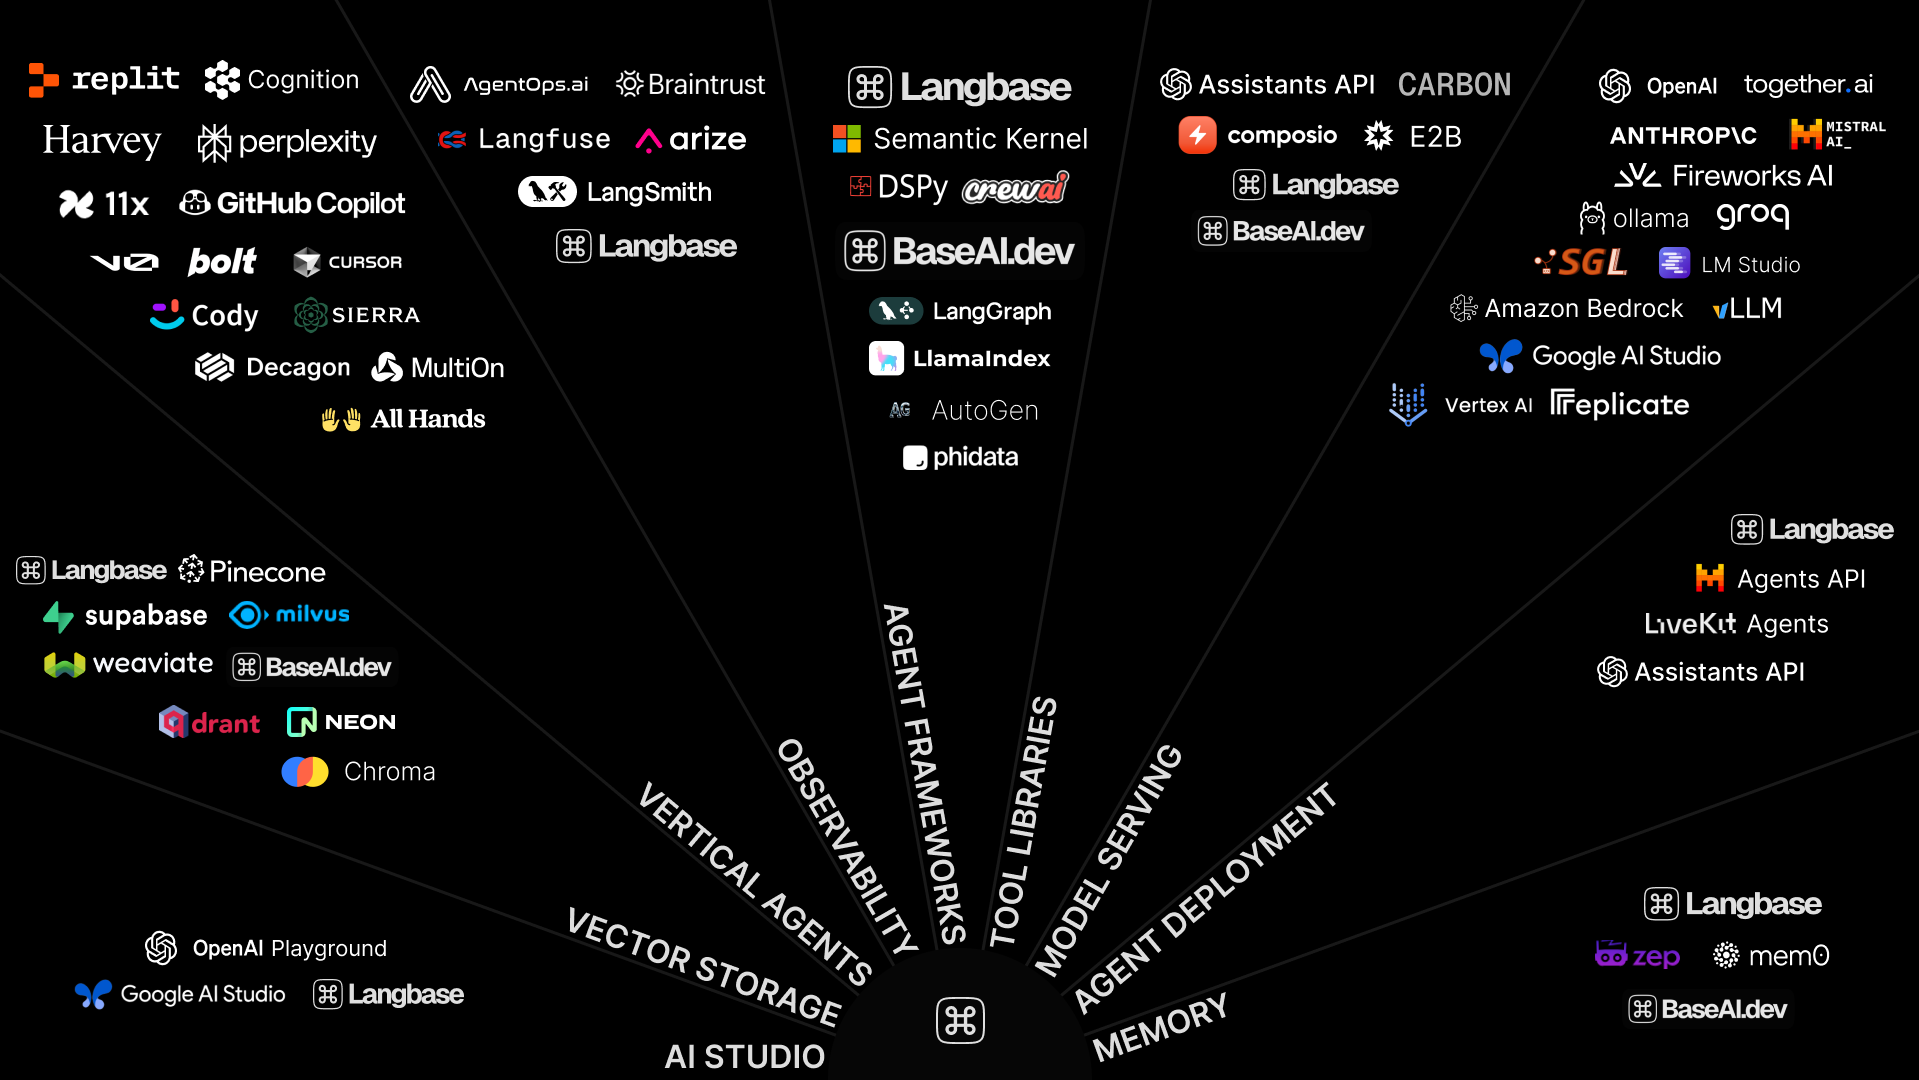 replit Cognition
Harvey perplexity
11x GitHub Copilot
v0 bolt CURSOR
Cody SIERRA
Decagon MultiOn
All Hands
AgentOps.ai Braintrust
Langfuse arize
LangSmith
Langbase
Langbase
Semantic Kernel
DSPy crewai
BaseAI.dev
LangGraph
LlamaIndex
AG AutoGen
phidata
Assistants API CARBON
composio E2B
Langbase
BaseAI.dev
OpenAI together.ai
ANTHROP\C MISTRAL AI_
Fireworks AI
ollama groq
SGL LM Studio
Amazon Bedrock vLLM
Google AI Studio
Vertex AI Replicate
Langbase Pinecone
supabase milvus
weaviate BaseAI.dev
qdrant NEON
Chroma
Langbase
Agents API
LiveKit Agents
Assistants API
OpenAI Playground
Google AI Studio Langbase
Langbase
zep mem0
BaseAI.dev
AI STUDIO
VECTOR STORAGE
VERTICAL AGENTS
OBSERVABILITY
AGENT FRAMEWORKS
TOOL LIBRARIES
MODEL SERVING
AGENT DEPLOYMENT
MEMORY